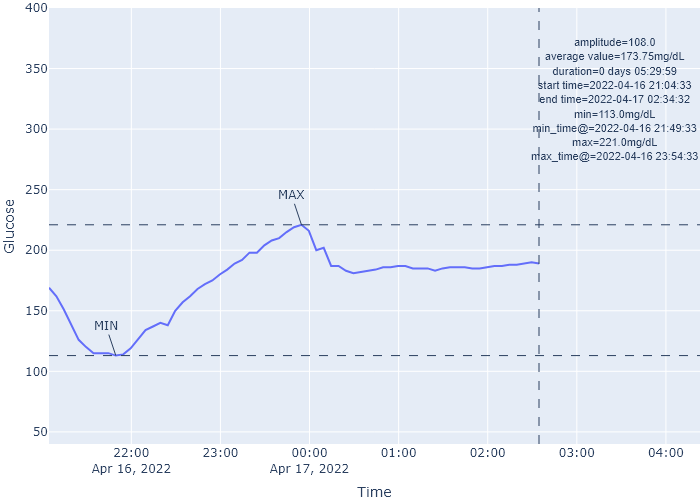 400
350
300
250
200
150
100
50
Glucose
amplitude=108.0
average value=173.75mg/dL
duration=0 days 05:29:59
start time=2022-04-16 21:04:33
end time=2022-04-17 02:34:32
min=113.0mg/dL
min_time@=2022-04-16 21:49:33
max=221.0mg/dL
max_time@=2022-04-16 23:54:33
MAX
MIN
22:00 23:00 00:00 01:00 02:00 03:00 04:00
Apr 16, 2022 Apr 17, 2022
Time